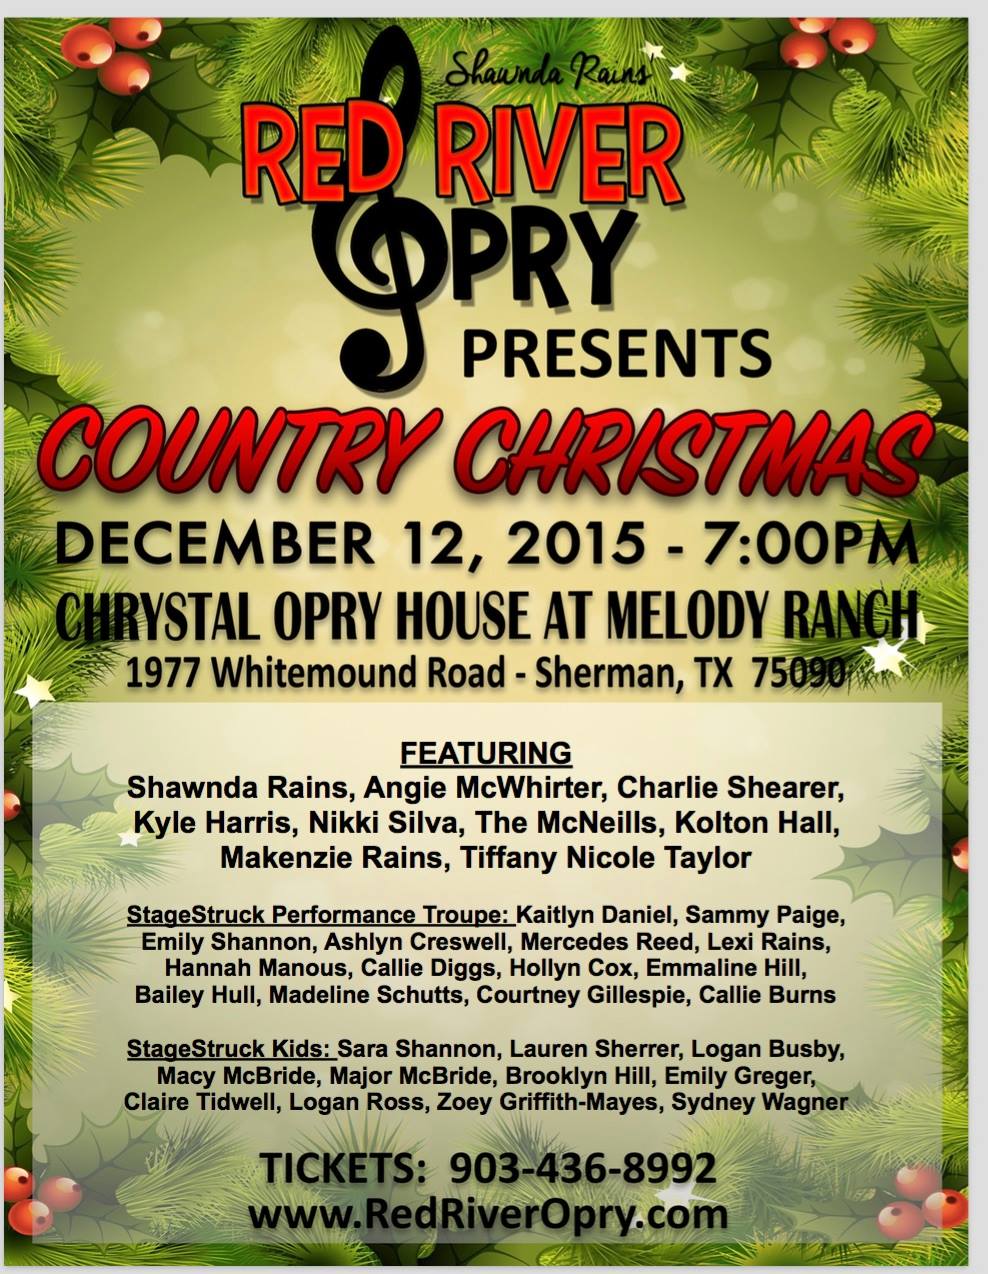 Shawnda Rains'
RED RIVER
OPRY
PRESENTS
COUNTRY CHRISTMAS
DECEMBER 12, 2015 - 7:00PM
CHRYSTAL OPRY HOUSE AT MELODY RANCH
1977 Whitemound Road - Sherman, TX 75090
FEATURING
Shawnda Rains, Angie McWhirter, Charlie Shearer,
Kyle Harris, Nikki Silva, The McNeills, Kolton Hall,
Makenzie Rains, Tiffany Nicole Taylor
StageStruck Performance Troupe: Kaitlyn Daniel, Sammy Paige,
Emily Shannon, Ashlyn Creswell, Mercedes Reed, Lexi Rains,
Hannah Manous, Callie Diggs, Hollyn Cox, Emmaline Hill,
Bailey Hull, Madeline Schutts, Courtney Gillespie, Callie Burns
StageStruck Kids: Sara Shannon, Lauren Sherrer, Logan Busby,
Macy McBride, Major McBride, Brooklyn Hill, Emily Greger,
Claire Tidwell, Logan Ross, Zoey Griffith-Mayes, Sydney Wagner
TICKETS: 903-436-8992
www.RedRiverOpry.com